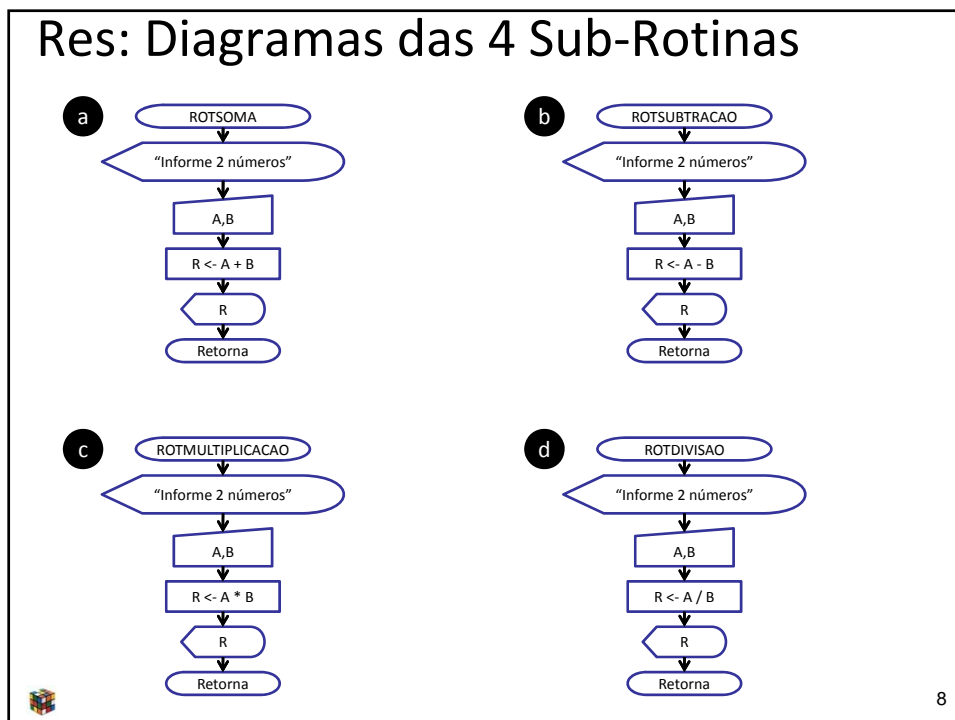 Res: Diagramas das 4 Sub-Rotinas
a
ROTSOMA
“Informe 2 números”
A,B
R <- A + B
R
Retorna
b
ROTSUBTRACAO
“Informe 2 números”
A,B
R <- A - B
R
Retorna
c
ROTMULTIPLICACAO
“Informe 2 números”
A,B
R <- A * B
R
Retorna
d
ROTDIVISAO
“Informe 2 números”
A,B
R <- A / B
R
Retorna
8